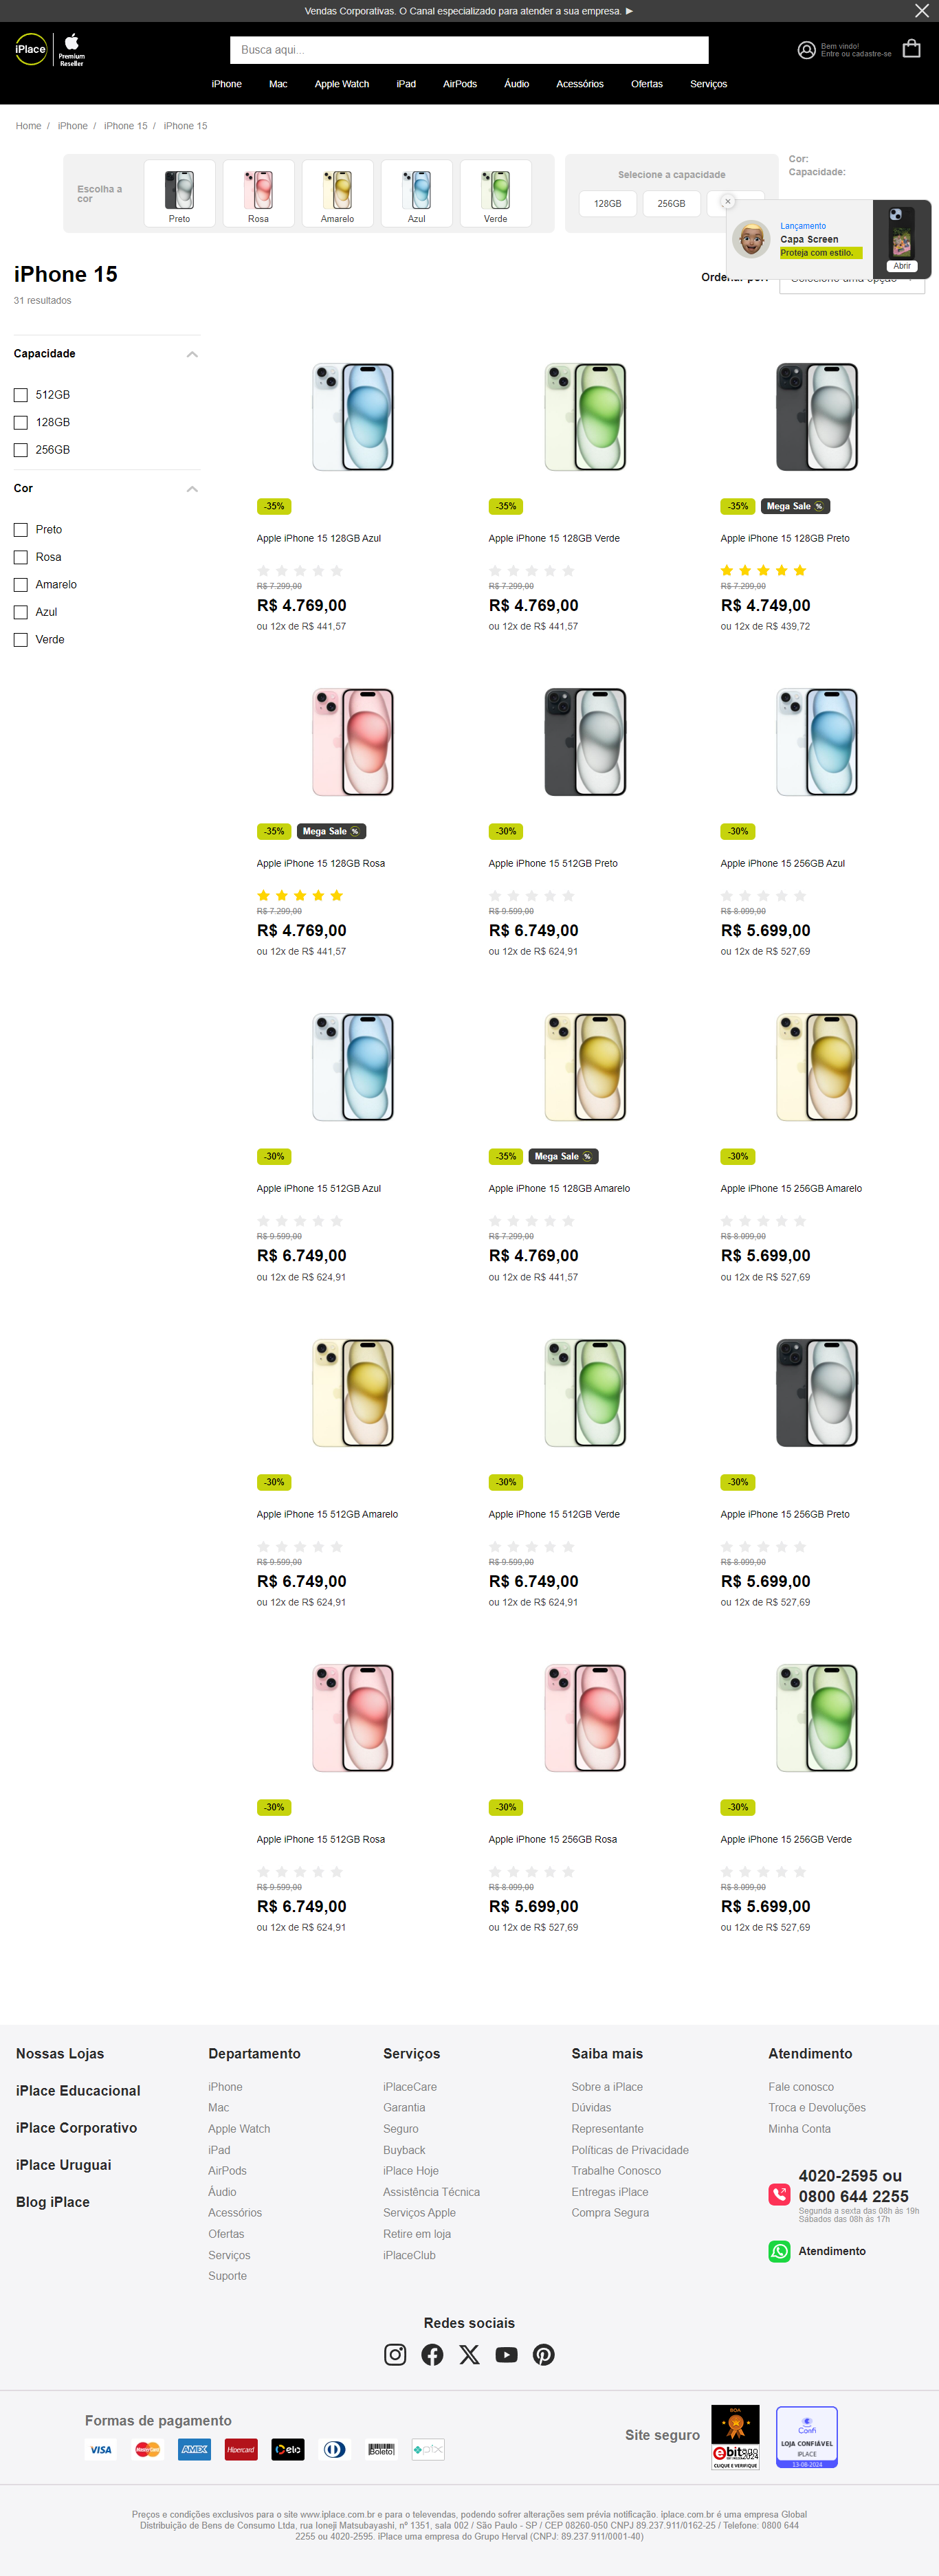 Vendas Corporativas. O Canal especializado para atender a sua empresa. ►
iPlace
Premium
Reseller
Busca aqui...
Bem vindo!
Entre ou cadastre-se
iPhone Mac Apple Watch iPad AirPods Áudio Acessórios Ofertas Serviços
Home / iPhone / iPhone 15 / iPhone 15
Escolha a
cor
Preto Rosa Amarelo Azul Verde
Selecione a capacidade
128GB 256GB
Cor:
Capacidade:
Lançamento
Capa Screen
Proteja com estilo.
Abrir
iPhone 15
31 resultados
Ordenar por:
Selecione uma opção
Capacidade
512GB
128GB
256GB
Cor
Preto
Rosa
Amarelo
Azul
Verde
-35%
Apple iPhone 15 128GB Azul
R$ 7.299,00
R$ 4.769,00
ou 12x de R$ 441,57
-35%
Apple iPhone 15 128GB Verde
R$ 7.299,00
R$ 4.769,00
ou 12x de R$ 441,57
-35% Mega Sale %
Apple iPhone 15 128GB Preto
R$ 7.299,00
R$ 4.749,00
ou 12x de R$ 439,72
-35% Mega Sale %
Apple iPhone 15 128GB Rosa
R$ 7.299,00
R$ 4.769,00
ou 12x de R$ 441,57
-30%
Apple iPhone 15 512GB Preto
R$ 9.599,00
R$ 6.749,00
ou 12x de R$ 624,91
-30%
Apple iPhone 15 256GB Azul
R$ 8.099,00
R$ 5.699,00
ou 12x de R$ 527,69
-30%
Apple iPhone 15 512GB Azul
R$ 9.599,00
R$ 6.749,00
ou 12x de R$ 624,91
-35% Mega Sale %
Apple iPhone 15 128GB Amarelo
R$ 7.299,00
R$ 4.769,00
ou 12x de R$ 441,57
-30%
Apple iPhone 15 256GB Amarelo
R$ 8.099,00
R$ 5.699,00
ou 12x de R$ 527,69
-30%
Apple iPhone 15 512GB Amarelo
R$ 9.599,00
R$ 6.749,00
ou 12x de R$ 624,91
-30%
Apple iPhone 15 512GB Verde
R$ 9.599,00
R$ 6.749,00
ou 12x de R$ 624,91
-30%
Apple iPhone 15 256GB Preto
R$ 8.099,00
R$ 5.699,00
ou 12x de R$ 527,69
-30%
Apple iPhone 15 512GB Rosa
R$ 9.599,00
R$ 6.749,00
ou 12x de R$ 624,91
-30%
Apple iPhone 15 256GB Rosa
R$ 8.099,00
R$ 5.699,00
ou 12x de R$ 527,69
-30%
Apple iPhone 15 256GB Verde
R$ 8.099,00
R$ 5.699,00
ou 12x de R$ 527,69
Nossas Lojas
iPlace Educacional
iPlace Corporativo
iPlace Uruguai
Blog iPlace
Departamento
iPhone
Mac
Apple Watch
iPad
AirPods
Áudio
Acessórios
Ofertas
Serviços
Suporte
Serviços
iPlaceCare
Garantia
Seguro
Buyback
iPlace Hoje
Assistência Técnica
Serviços Apple
Retire em loja
iPlaceClub
Saiba mais
Sobre a iPlace
Dúvidas
Representante
Políticas de Privacidade
Trabalhe Conosco
Entregas iPlace
Compra Segura
Atendimento
Fale conosco
Troca e Devoluções
Minha Conta
4020-2595 ou
0800 644 2255
Segunda a sexta das 08h às 19h
Sábados das 08h às 17h
Atendimento
Redes sociais
Formas de pagamento
VISA MasterCard AMEX Hipercard elo Boleto pix
Site seguro
BOA
ebit
2024
CLIQUE E VERIFIQUE
Confi
LOJA CONFIÁVEL
IPLACE
13-08-2024
Preços e condições exclusivos para o site www.iplace.com.br e para o televendas, podendo sofrer alterações sem prévia notificação. iplace.com.br é uma empresa Global
Distribuição de Bens de Consumo Ltda, rua Ioneji Matsubayashi, nº 1351, sala 002 / São Paulo - SP / CEP 08260-050 CNPJ 89.237.911/0162-25 / Telefone: 0800 644
2255 ou 4020-2595. iPlace uma empresa do Grupo Herval (CNPJ: 89.237.911/0001-40)